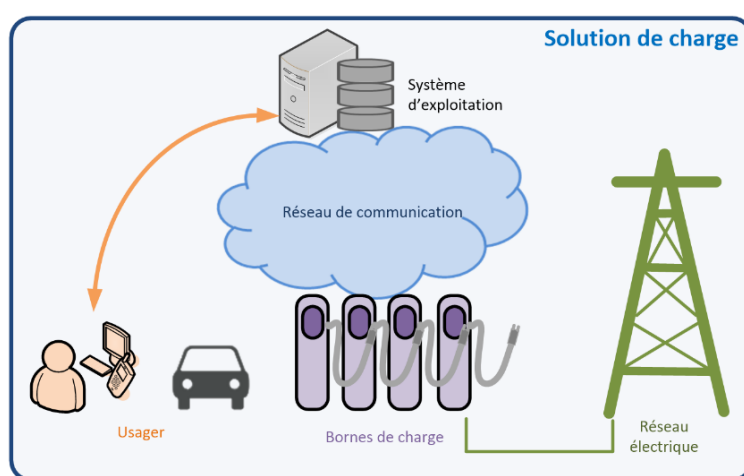 Solution de charge
Système
d'exploitation
Réseau de communication
Usager
Bornes de charge
Réseau
électrique